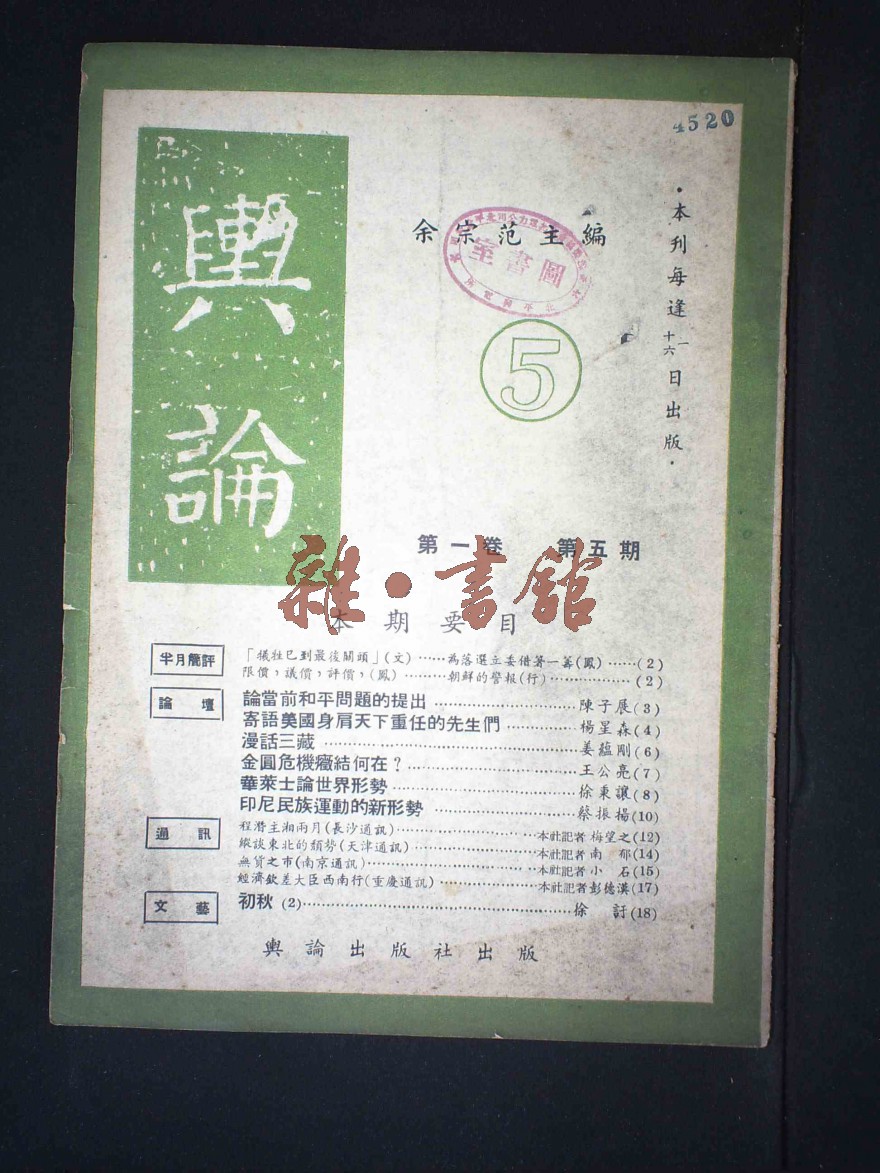 4520
輿論
余宗范主編
圖書室
5
·本刊每逢一十六日出版·
第一卷 第五期
雜·書館
本期要目
半月簡評
「犧牲已到最後關頭」(文)……為落選立委借箸一籌(鳳)……(2)
限價，議價，評價，(鳳)………朝鮮的警報(行)………………(2)
論壇
論當前和平問題的提出………………陳子展(3)
寄語美國身肩天下重任的先生們…………楊星森(4)
漫話三藏………………………………姜蘊剛(6)
金圓危機癥結何在？……………………王公亮(7)
華萊士論世界形勢………………………徐東讓(8)
印尼民族運動的新形勢…………………蔡振揚(10)
通訊
程潛主湘兩月(長沙通訊)………………本社記者梅望之(12)
縱談東北的頹勢(天津通訊)……………本社記者南郁(14)
無貨之市(南京通訊)……………………本社記者小石(15)
經濟欽差大臣西南行(重慶通訊)…………本社記者彭德漢(17)
文藝
初秋(2)…………………………………徐訏(18)
輿論出版社出版